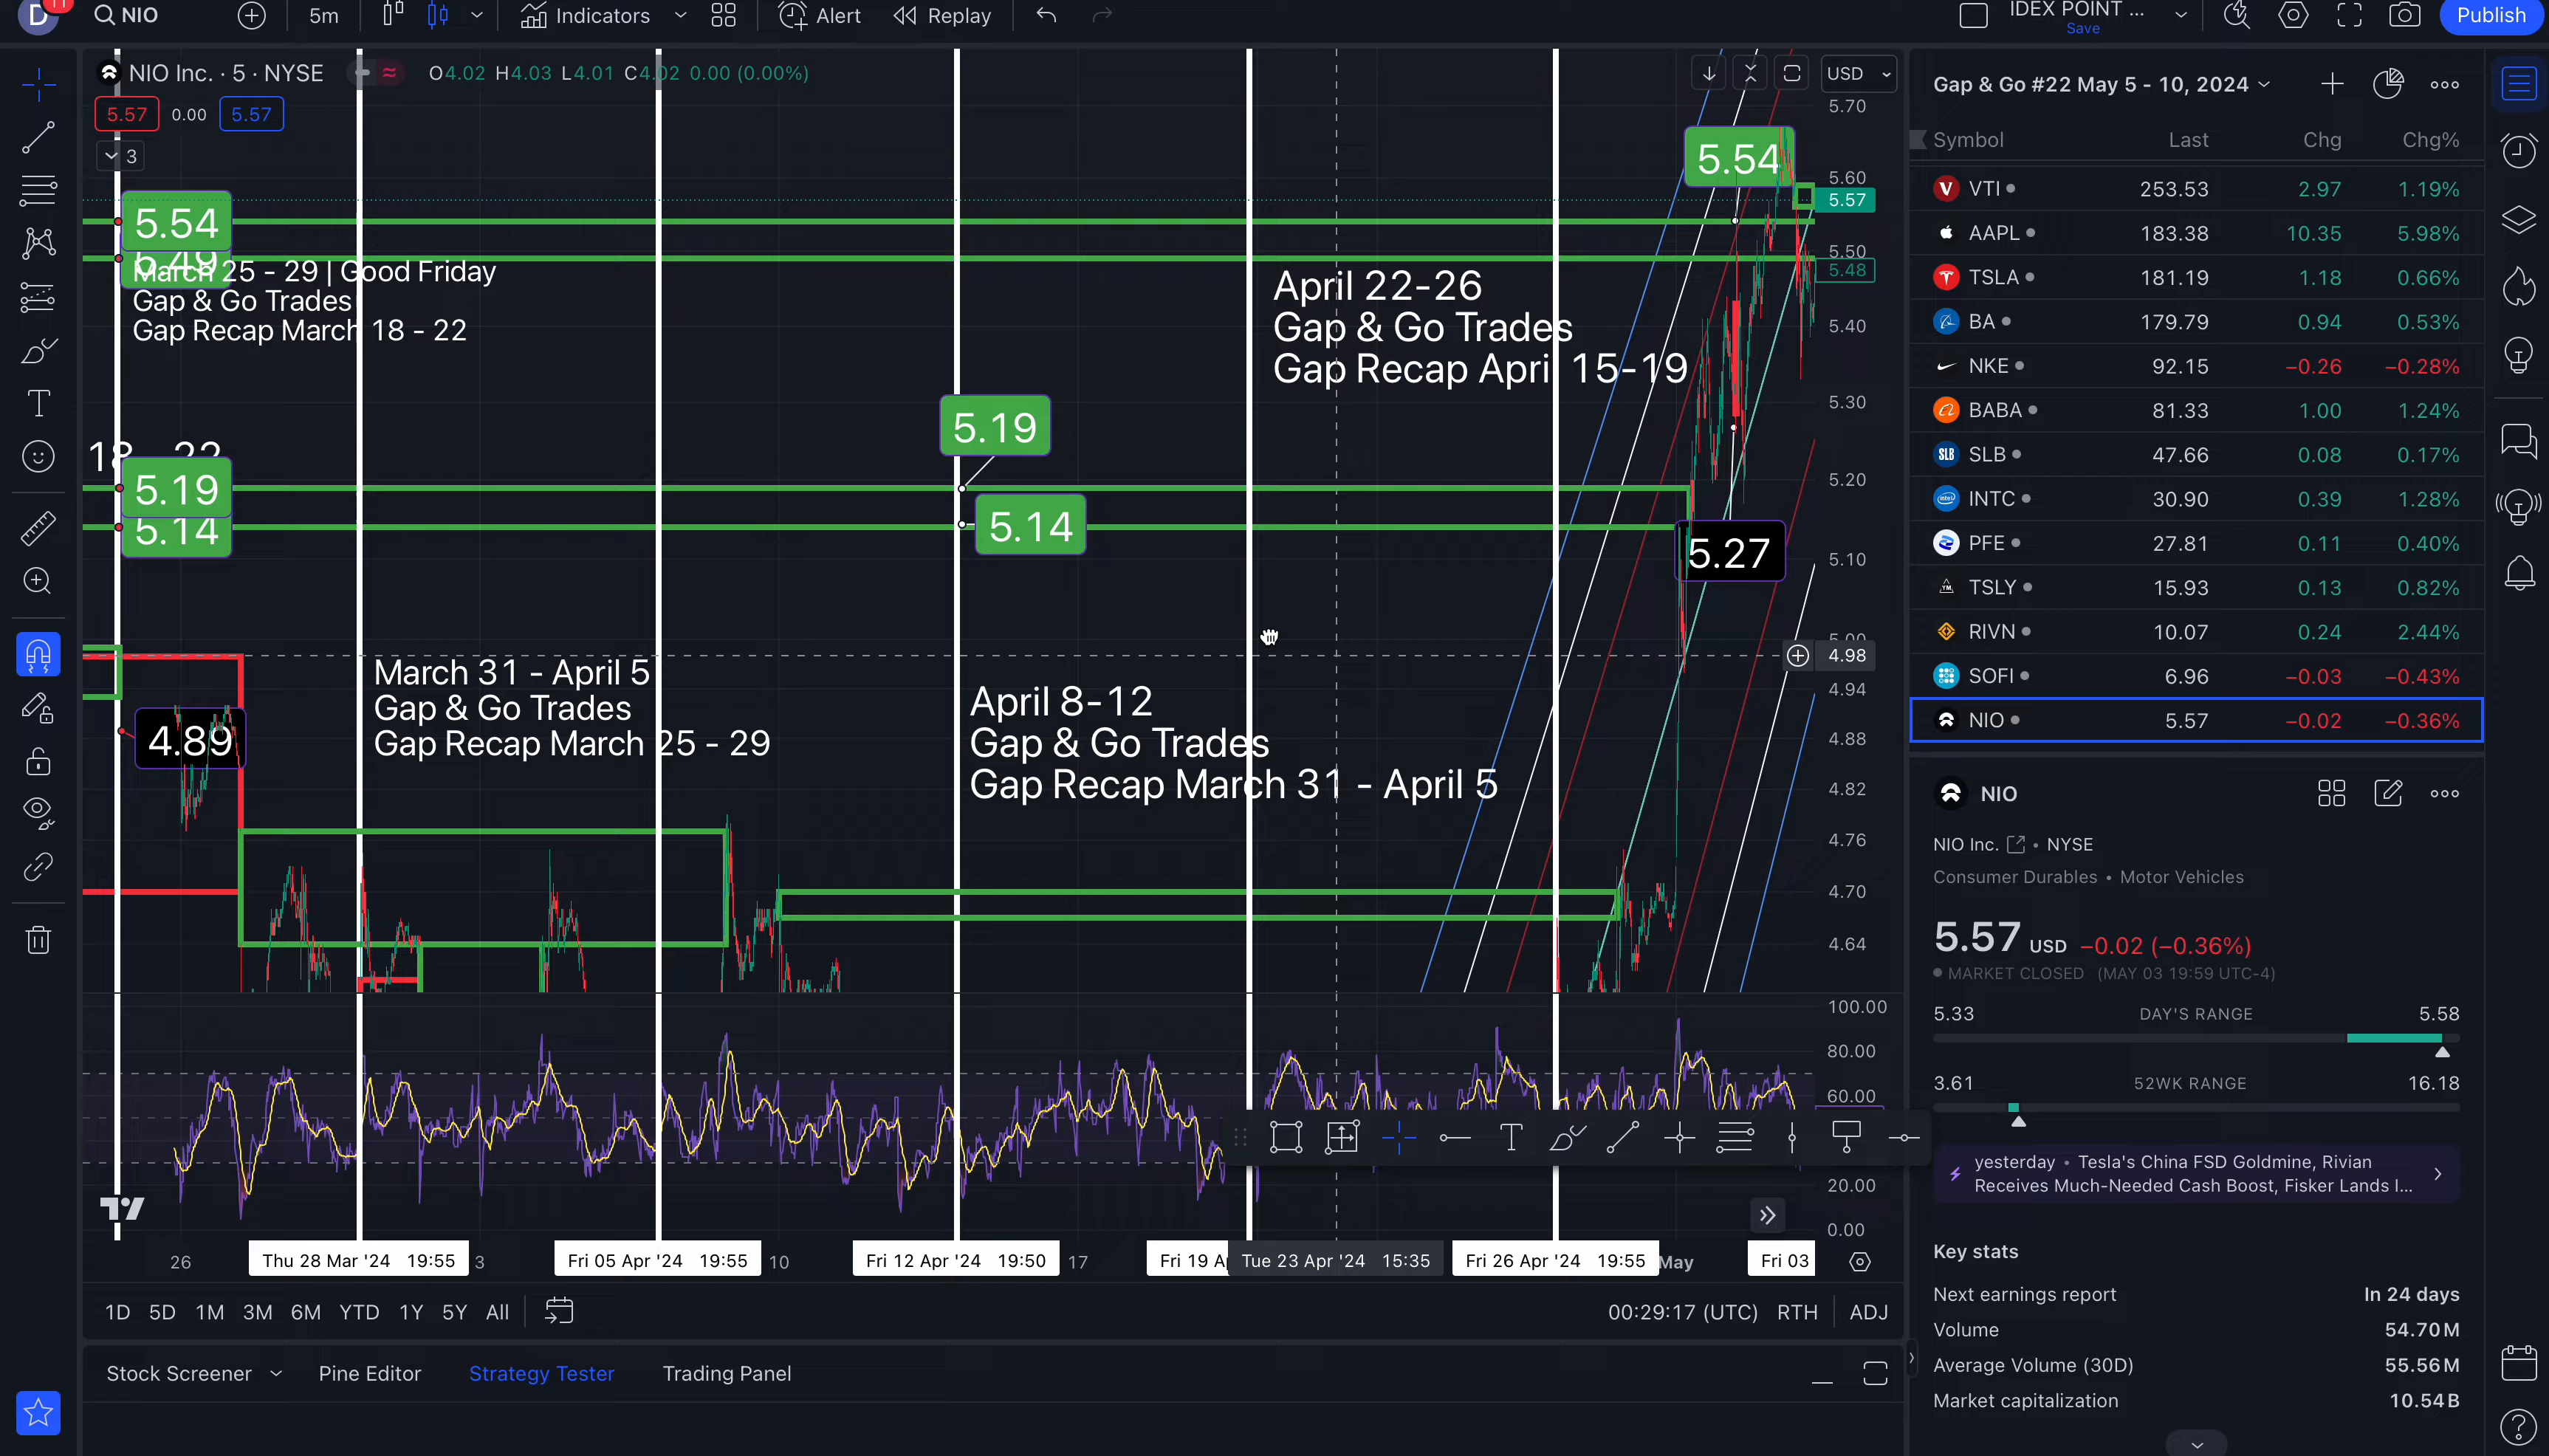 D
11
NIO
5m
Indicators
Alert
Replay
IDEX POINT ...
Save
Publish
NIO Inc. · 5 · NYSE
O4.02 H4.03 L4.01 C4.02 0.00 (0.00%)
USD
5.57 0.00 5.57
3
5.70
5.60
5.57
5.50
5.48
5.40
5.30
5.20
5.10
5.00
4.98
4.94
4.88
4.82
4.76
4.70
4.64
5.54
5.54
5.49
March 25 - 29 | Good Friday
Gap & Go Trades
Gap Recap March 18 - 22
April 22-26
Gap & Go Trades
Gap Recap April 15-19
5.19
18 - 22
5.19
5.14
5.14
5.27
4.89
March 31 - April 5
Gap & Go Trades
Gap Recap March 25 - 29
April 8-12
Gap & Go Trades
Gap Recap March 31 - April 5
100.00
80.00
60.00
20.00
0.00
26
Thu 28 Mar '24 19:55
3
Fri 05 Apr '24 19:55
10
Fri 12 Apr '24 19:50
17
Fri 19 A
Tue 23 Apr '24 15:35
Fri 26 Apr '24 19:55
May
Fri 03
1D 5D 1M 3M 6M YTD 1Y 5Y All
00:29:17 (UTC) RTH ADJ
Stock Screener Pine Editor Strategy Tester Trading Panel
Gap & Go #22 May 5 - 10, 2024
Symbol Last Chg Chg%
VTI 253.53 2.97 1.19%
AAPL 183.38 10.35 5.98%
TSLA 181.19 1.18 0.66%
BA 179.79 0.94 0.53%
NKE 92.15 −0.26 −0.28%
BABA 81.33 1.00 1.24%
SLB SLB 47.66 0.08 0.17%
INTC 30.90 0.39 1.28%
PFE 27.81 0.11 0.40%
TSLY 15.93 0.13 0.82%
RIVN 10.07 0.24 2.44%
SOFI 6.96 −0.03 −0.43%
NIO 5.57 −0.02 −0.36%
NIO
NIO Inc. • NYSE
Consumer Durables • Motor Vehicles
5.57 USD −0.02 (−0.36%)
MARKET CLOSED (MAY 03 19:59 UTC-4)
5.33 DAY'S RANGE 5.58
3.61 52WK RANGE 16.18
yesterday • Tesla's China FSD Goldmine, Rivian
Receives Much-Needed Cash Boost, Fisker Lands I...
Key stats
Next earnings report In 24 days
Volume 54.70M
Average Volume (30D) 55.56M
Market capitalization 10.54B